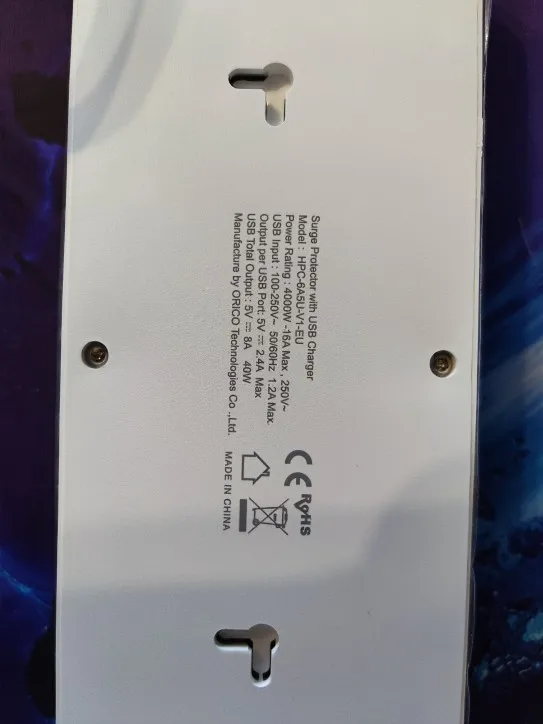 Surge Protector with USB Charger
Model : HPC-6A5U-V1-EU
Power Rating : 4000W -16A Max , 250V~
USB Input : 100-250V~ 50/60Hz 1.2A Max.
Output per USB Port: 5V ⎓ 2.4A Max
USB Total Output : 5V ⎓ 8A 40W
Manufacture by ORICO Technologies Co .,Ltd.
CE RoHS
MADE IN CHINA